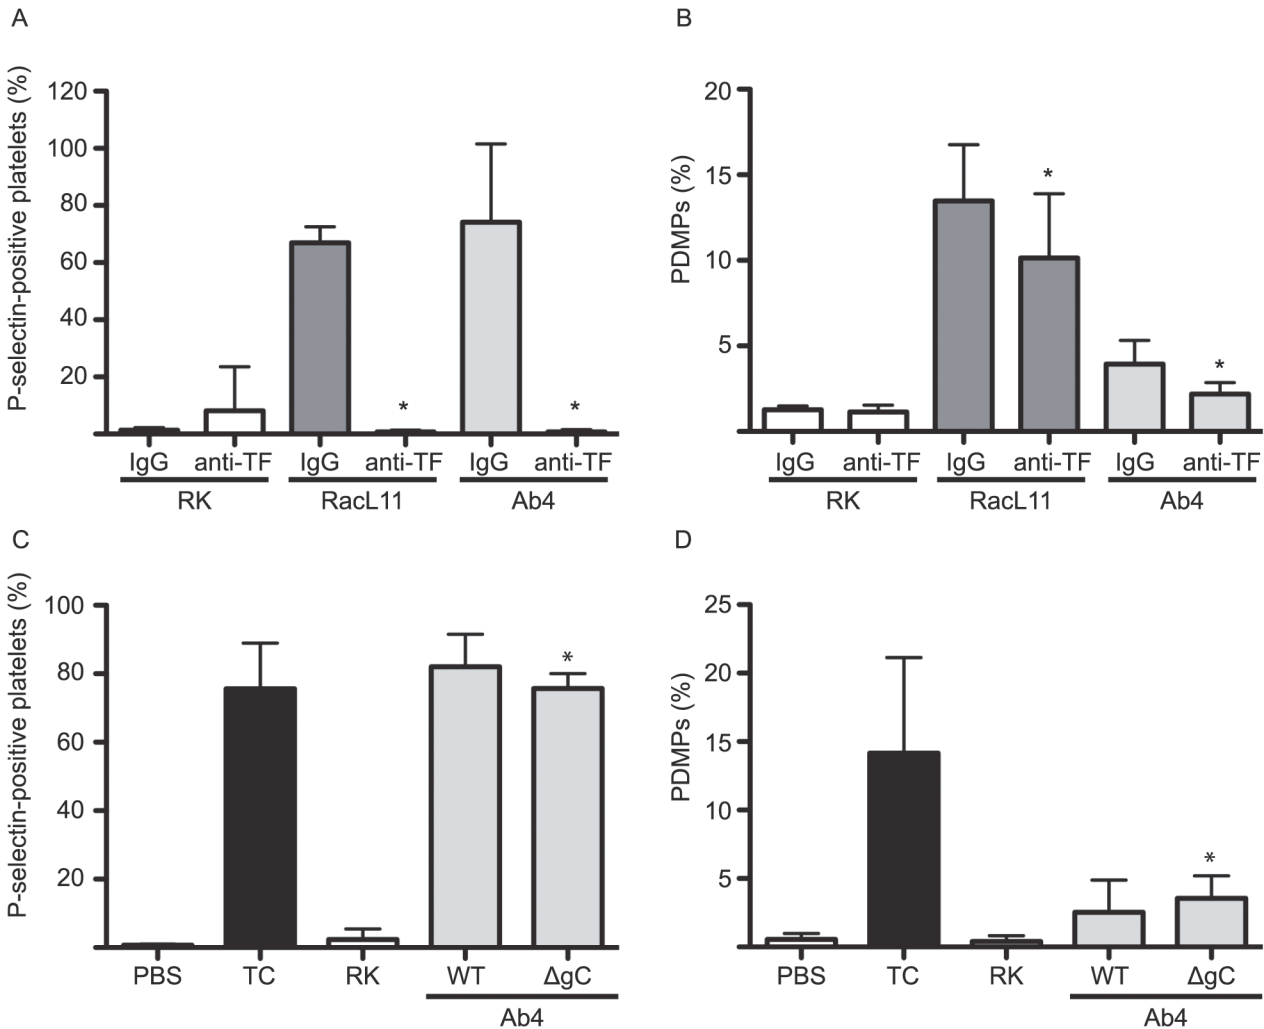 A
P-selectin-positive platelets (%)
120
100
80
60
40
20
*
*
IgG anti-TF IgG anti-TF IgG anti-TF
RK RacL11 Ab4
B
PDMPs (%)
20
15
10
5
*
*
IgG anti-TF IgG anti-TF IgG anti-TF
RK RacL11 Ab4
C
P-selectin-positive platelets (%)
100
80
60
40
20
*
PBS TC RK WT ΔgC
Ab4
D
PDMPs (%)
25
20
15
10
5
*
PBS TC RK WT ΔgC
Ab4